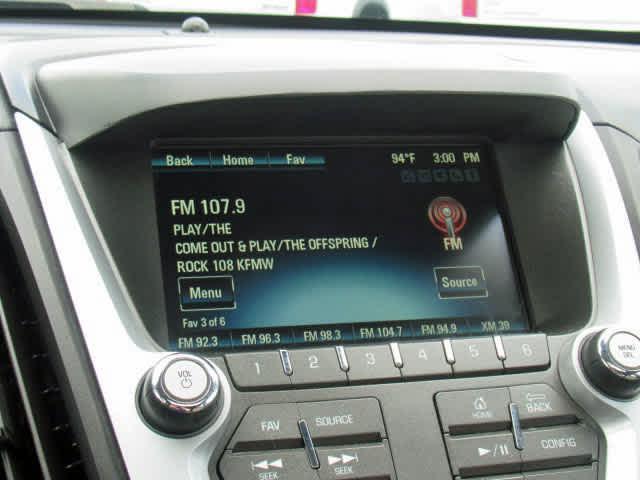 Back Home Fav 94°F 3:00 PM
FM 107.9
PLAY/THE
COME OUT & PLAY/THE OFFSPRING /
ROCK 108 KFMW
FM
Menu
Source
Fav 3 of 6
FM 92.3 FM 96.3 FM 98.3 FM 104.7 FM 94.9 XM 39
1 2 3 4 5 6
VOL
MENU
SEL
FAV SOURCE
HOME BACK
SEEK SEEK
CONFIG